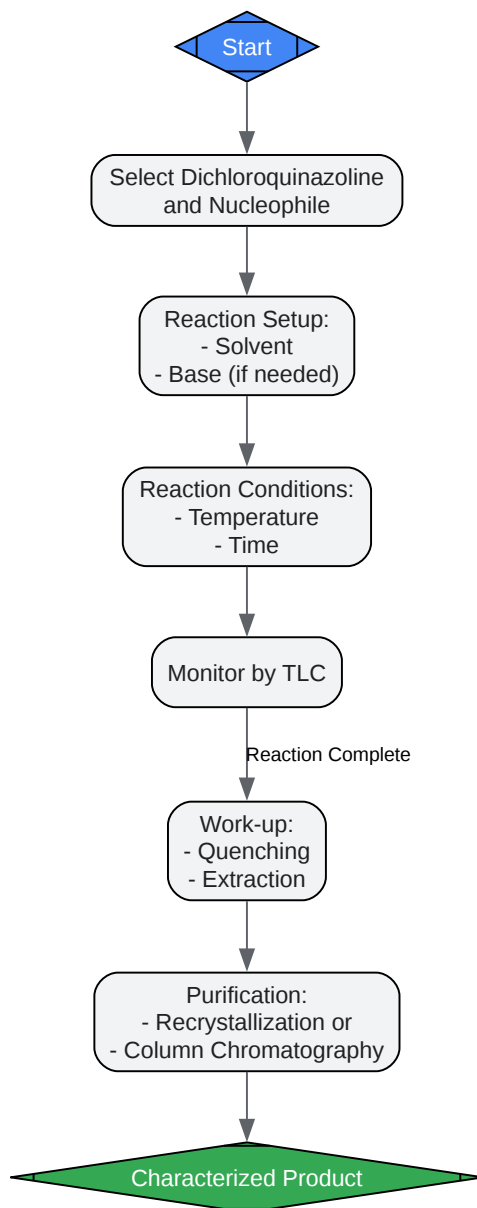 Start
Select Dichloroquinazoline
and Nucleophile
Reaction Setup:
- Solvent
- Base (if needed)
Reaction Conditions:
- Temperature
- Time
Monitor by TLC
Reaction Complete
Work-up:
- Quenching
- Extraction
Purification:
- Recrystallization or
- Column Chromatography
Characterized Product